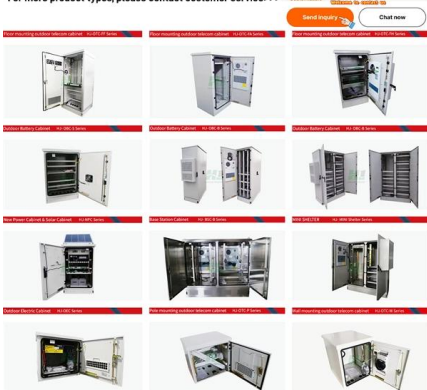 For more product types, please contact customer service.
Welcome to contact us
Send Inquiry
Chat now
Floor mounting outdoor telecom cabinet HJ-OTC-FF Series
Floor mounting outdoor telecom cabinet HJ-OTC-FA Series
Floor mounting outdoor telecom cabinet HJ-OTC-FH Series
Outdoor Battery Cabinet HJ-OBC-S Series
Outdoor Battery Cabinet HJ-OBC-R Series
Outdoor Battery Cabinet HJ-OBC-B Series
New Power Cabinet & Solar Cabinet HJ-NPC Series
Base Station Cabinet HJ-BSC-B Series
MINI SHELTER HJ-MINI Shelter Series
Outdoor Electric Cabinet HJ-OEC Series
Pole mounting outdoor telecom cabinet HJ-OTC-P Series
Wall mounting outdoor telecom cabinet HJ-OTC-W Series